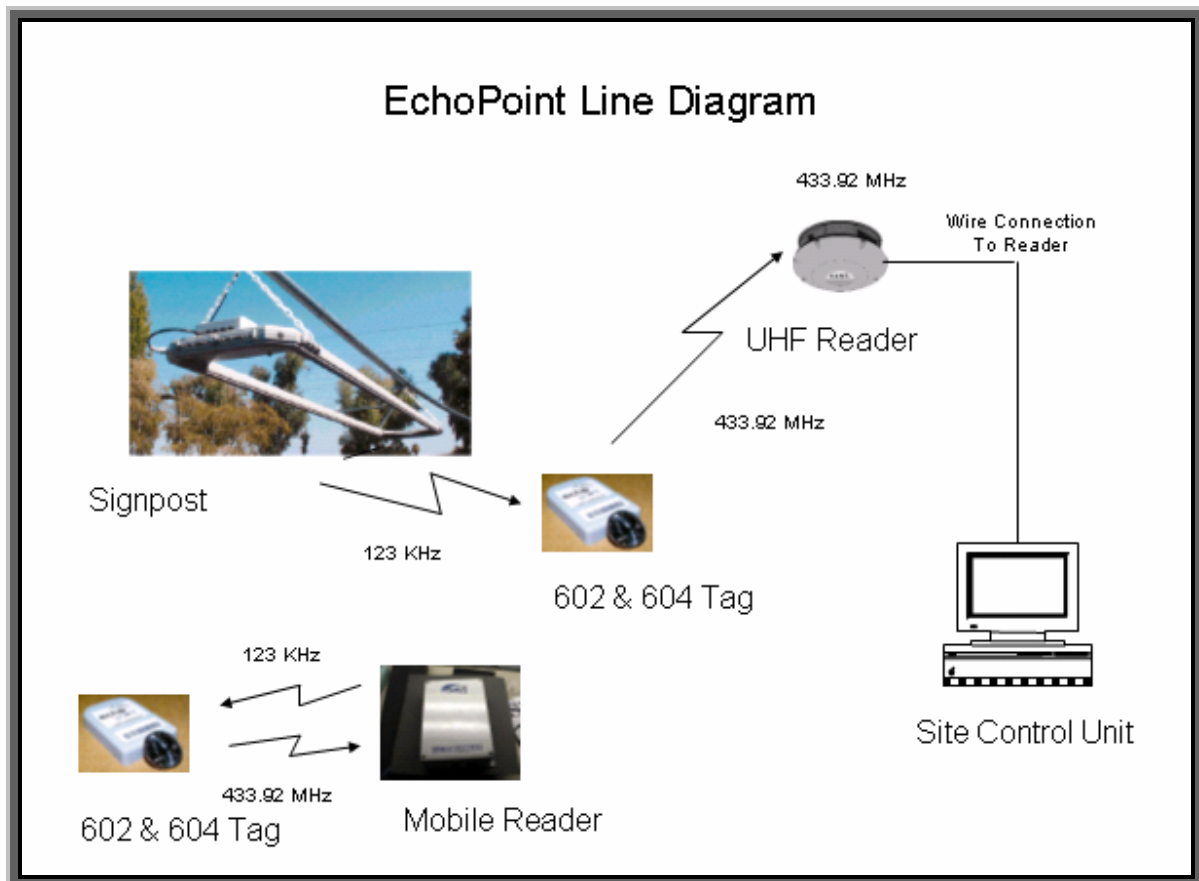 EchoPoint Line Diagram
433.92 MHz
Wire Connection
To Reader
UHF Reader
433.92 MHz
Signpost
123 KHz
602 & 604 Tag
123 KHz
Site Control Unit
433.92 MHz
602 & 604 Tag
Mobile Reader